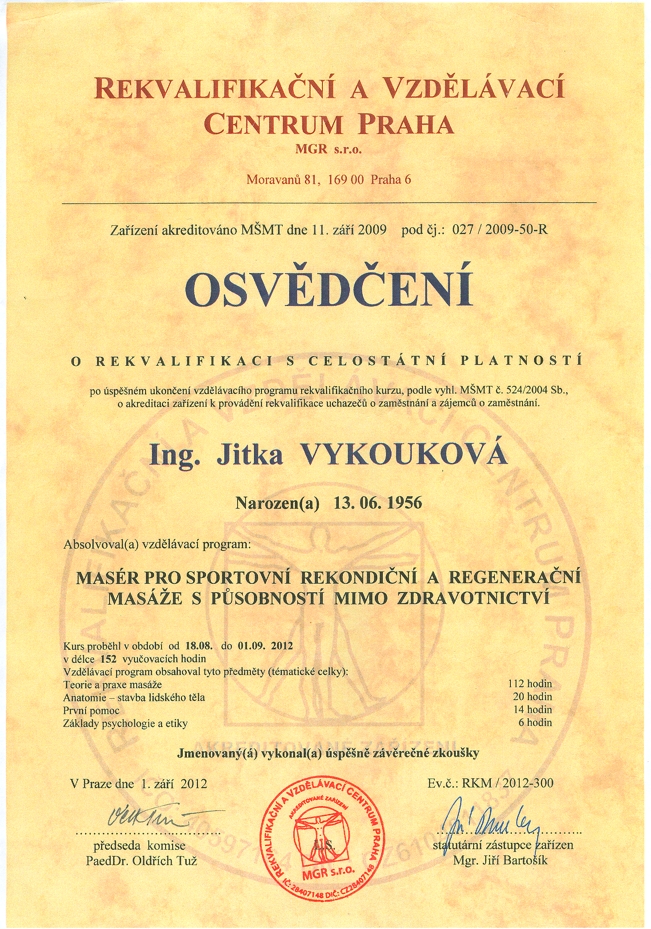 REKVALIFIKAČNÍ A VZDĚLÁVACÍ
CENTRUM PRAHA
MGR s.r.o.
Moravanů 81, 169 00 Praha 6
Zařízení akreditováno MŠMT dne 11. září 2009 pod čj.: 027 / 2009-50-R
OSVĚDČENÍ
O REKVALIFIKACI S CELOSTÁTNÍ PLATNOSTÍ
po úspěšném ukončení vzdělávacího programu rekvalifikačního kurzu, podle vyhl. MŠMT č. 524/2004 Sb.,
o akreditaci zařízení k provádění rekvalifikace uchazečů o zaměstnání a zájemců o zaměstnání.
Ing. Jitka VYKOUKOVÁ
Narozen(a) 13. 06. 1956
Absolvoval(a) vzdělávací program:
MASÉR PRO SPORTOVNÍ REKONDIČNÍ A REGENERAČNÍ
MASÁŽE S PŮSOBNOSTÍ MIMO ZDRAVOTNICTVÍ
Kurs proběhl v období od 18.08. do 01.09. 2012
v délce 152 vyučovacích hodin
Vzdělávací program obsahoval tyto předměty (tématické celky):
Teorie a praxe masáže 112 hodin
Anatomie – stavba lidského těla 20 hodin
První pomoc 14 hodin
Základy psychologie a etiky 6 hodin
Jmenovaný(á) vykonal(a) úspěšně závěrečné zkoušky
V Praze dne 1. září 2012 Ev.č.: RKM / 2012-300
předseda komise
PaedDr. Oldřich Tuž
statutární zástupce zařízen
Mgr. Jiří Bartošík
REKVALIFIKAČNÍ A VZDĚLÁVACÍ CENTRUM PRAHA
AKREDITOVANÉ ZAŘÍZENÍ
L.S.
MGR s.r.o.
IČ: 28407148 DIČ: CZ28407148